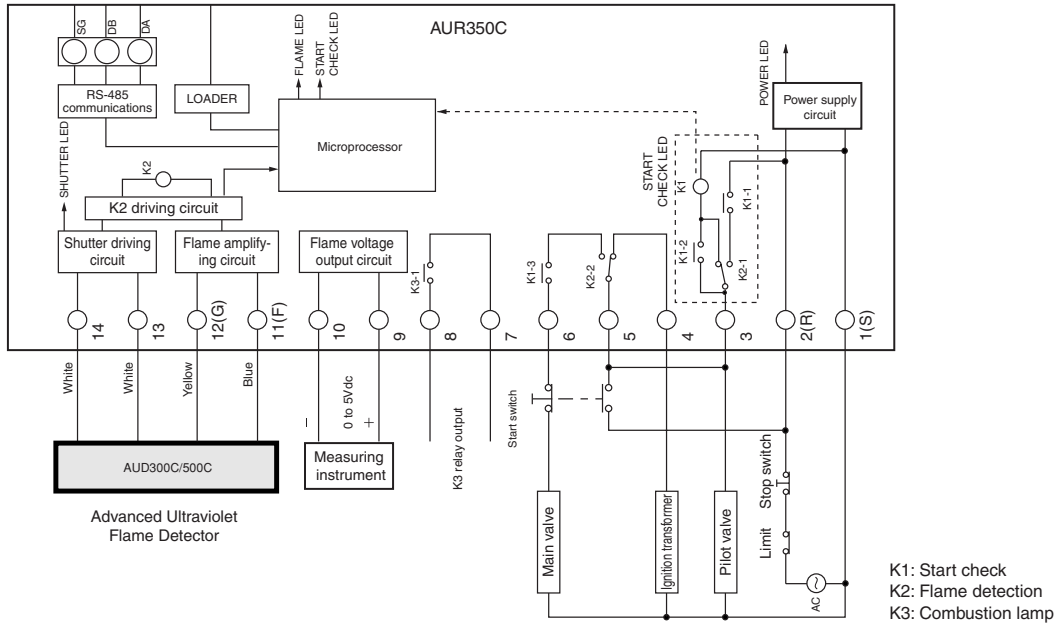 AUR350C
SG
DB
DA
RS-485
communications
LOADER
FLAME LED
START
CHECK LED
Microprocessor
POWER LED
Power supply
circuit
SHUTTER LED
K2
K2 driving circuit
Shutter driving
circuit
Flame amplify-
ing circuit
Flame voltage
output circuit
START
CHECK LED
K1
K1-1
K1-2
K2-1
K3-1
K1-3
K2-2
14
13
12(G)
11(F)
10
9
8
7
6
5
4
3
2(R)
1(S)
White
White
Yellow
Blue
−
0 to 5Vdc
+
K3 relay output
Start switch
AUD300C/500C
Advanced Ultraviolet
Flame Detector
Measuring
instrument
Main valve
Ignition transformer
Pilot valve
Stop switch
Limit
AC
K1: Start check
K2: Flame detection
K3: Combustion lamp